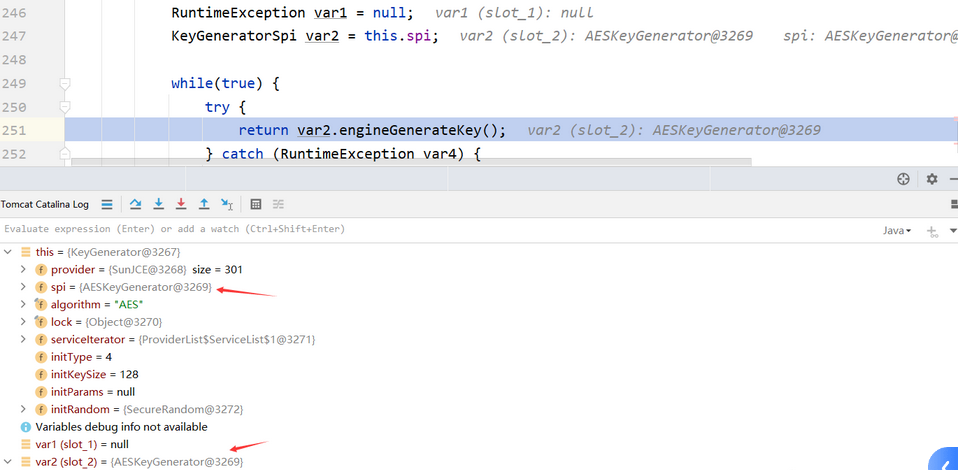 246 RuntimeException var1 = null; var1 (slot_1): null
247 KeyGeneratorSpi var2 = this.spi; var2 (slot_2): AESKeyGenerator@3269 spi: AESKeyGenerator@
248
249 while(true) {
250 try {
251 return var2.engineGenerateKey(); var2 (slot_2): AESKeyGenerator@3269
252 } catch (RuntimeException var4) {
Tomcat Catalina Log
Evaluate expression (Enter) or add a watch (Ctrl+Shift+Enter) Java
this = {KeyGenerator@3267}
f provider = {SunJCE@3268} size = 301
f spi = {AESKeyGenerator@3269}
f algorithm = "AES"
f lock = {Object@3270}
f serviceIterator = {ProviderList$ServiceList$1@3271}
f initType = 4
f initKeySize = 128
f initParams = null
f initRandom = {SecureRandom@3272}
i Variables debug info not available
var1 (slot_1) = null
var2 (slot_2) = {AESKeyGenerator@3269}